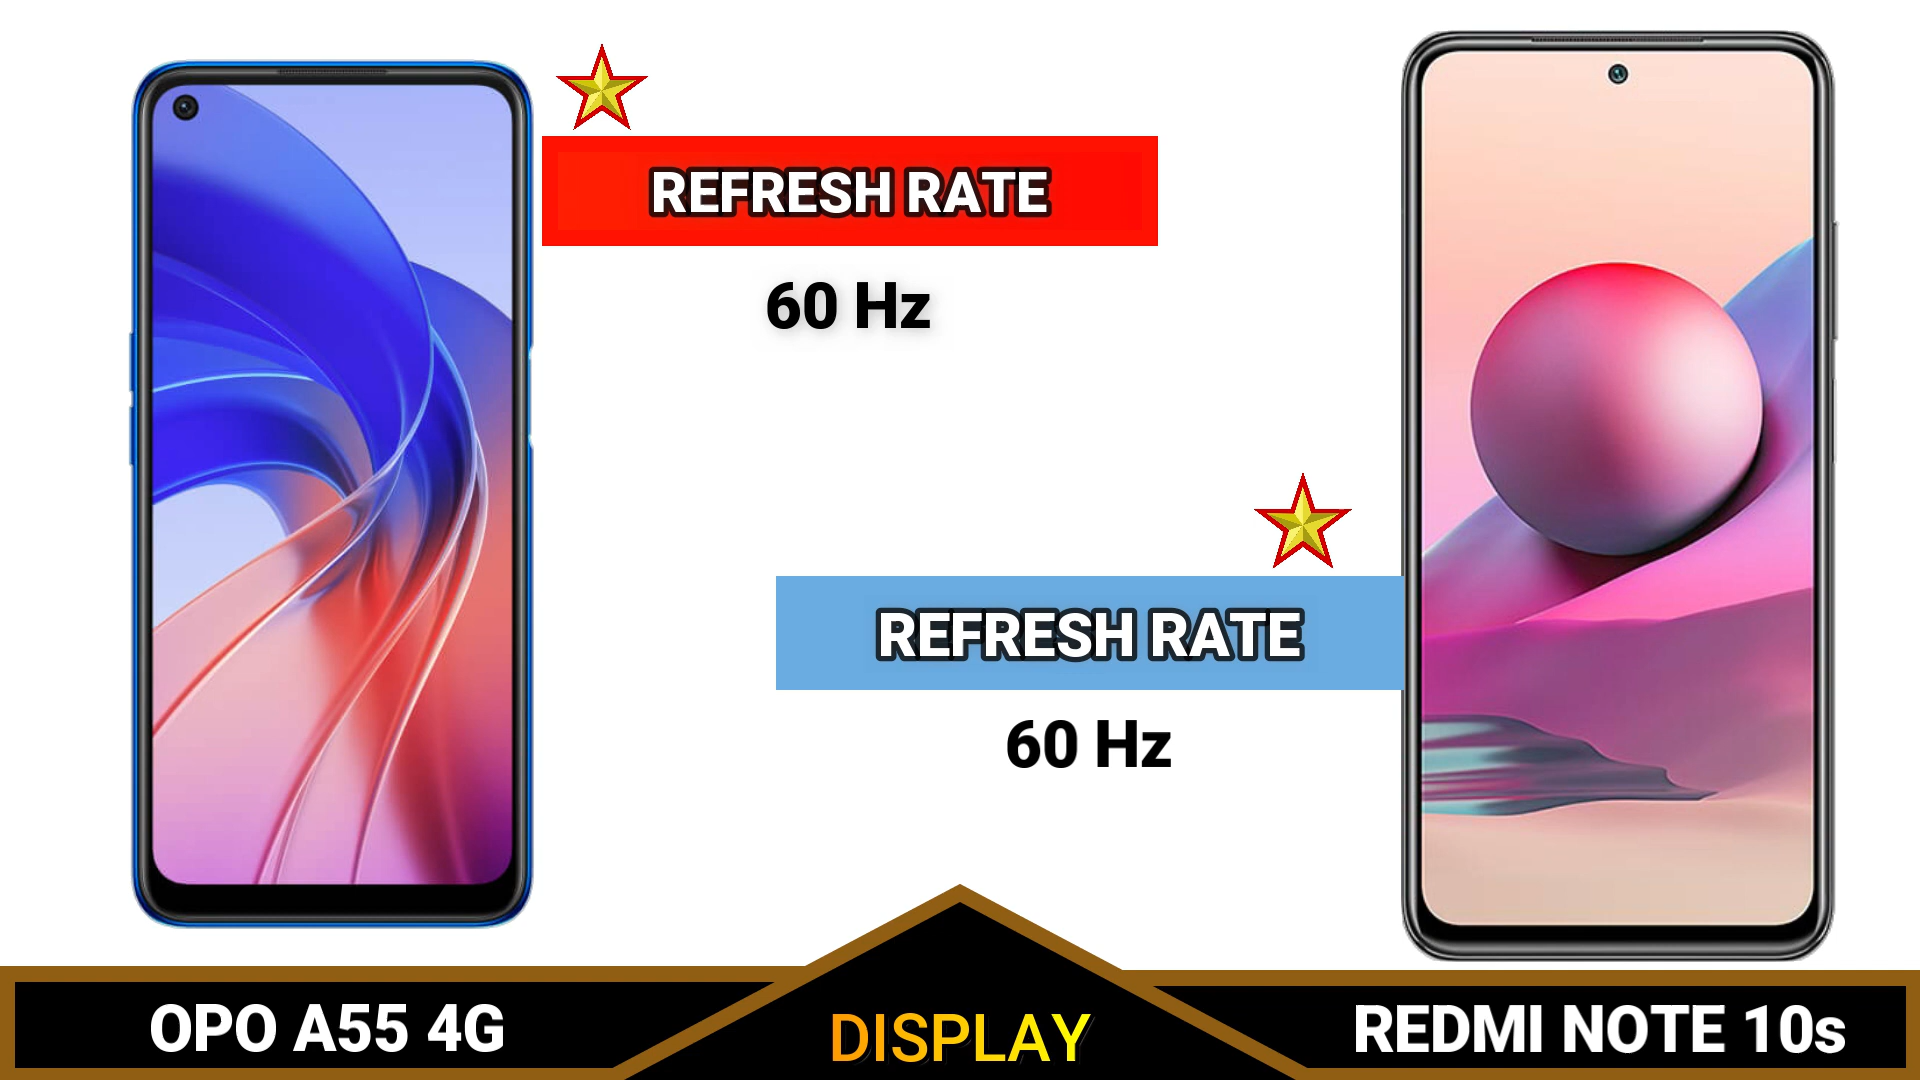 REFRESH RATE
60 Hz
REFRESH RATE
60 Hz
OPO A55 4G
DISPLAY
REDMI NOTE 10s